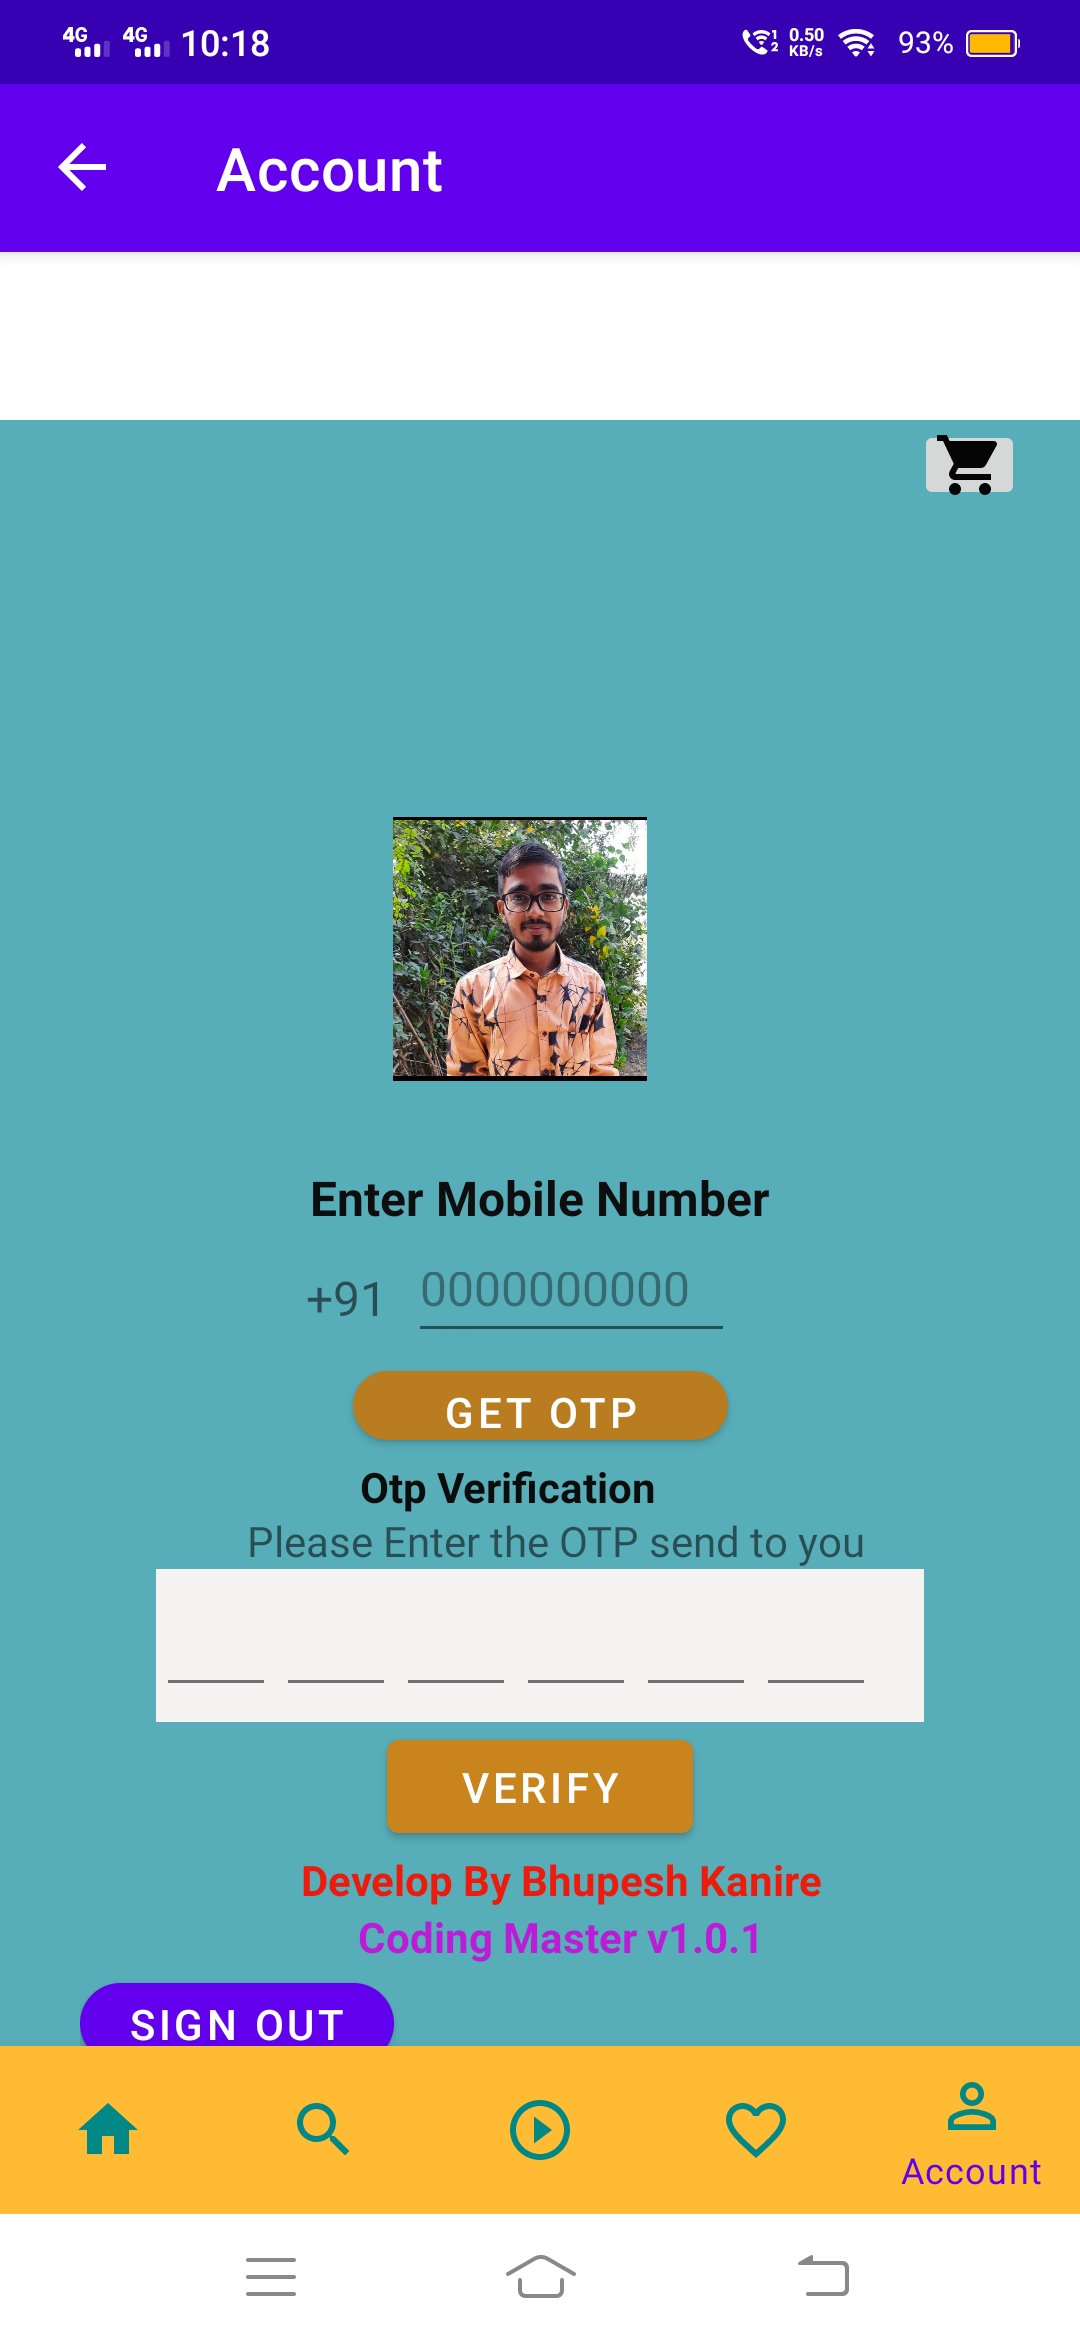 4G 4G 10:18 1 2 0.50 KB/s 93%
Account
Enter Mobile Number
+91 0000000000
GET OTP
Otp Verification
Please Enter the OTP send to you
VERIFY
Develop By Bhupesh Kanire
Coding Master v1.0.1
SIGN OUT
Account